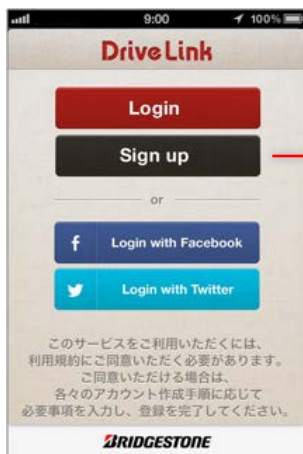 9:00
100%
Drive Link
Login
Sign up
or
f
Login with Facebook
Login with Twitter
このサービスをご利用いただくには、
利用規約にご同意いただく必要があります。
ご同意いただける場合は、
各々のアカウント作成手順に応じて
必要事項を入力し、登録を完了してください。
BRIDGESTONE